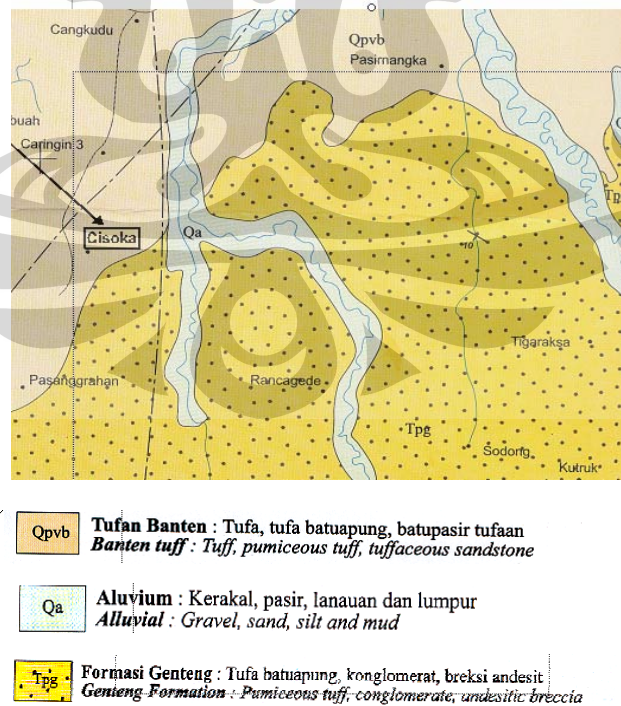 Cangkudu
Qpvb
Pasirnangka
buah
Caringin 3
Cisoka
Qa
10
Tigaraksa
Pasanggrahan
Rancagede
Tpg
Sodong
Kutruk
Qpvb
Tufan Banten : Tufa, tufa batuapung, batupasir tufaan
Banten tuff : Tuff, pumiceous tuff, tuffaceous sandstone
Qa
Aluvium : Kerakal, pasir, lanauan dan lumpur
Alluvial : Gravel, sand, silt and mud
Tpg
Formasi Genteng : Tufa batuapung, konglomerat, breksi andesit
Genteng Formation : Pumiceous tuff, conglomerate, andesitic breccia